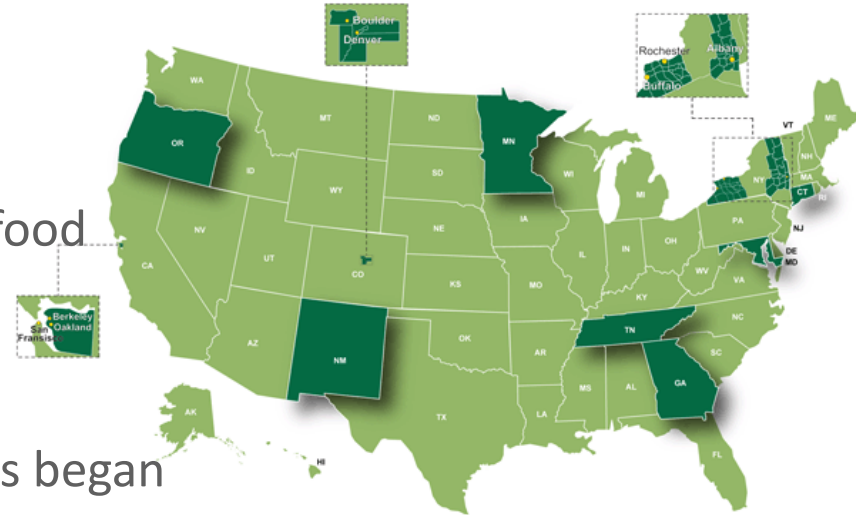 Boulder
Denver
Rochester
Albany
Buffalo
WA
MT
ND
MN
VT
ME
OR
ID
SD
WI
NH
NY
MA
CT
RI
WY
MI
food
NV
NE
IA
PA
NJ
OH
IN
IL
DE
MD
CA
UT
CO
KS
MO
WV
VA
KY
Berkeley
San
Oakland
Fransisco
NC
TN
AZ
NM
OK
AR
SC
MS
AL
GA
AK
TX
LA
FL
HI
s began